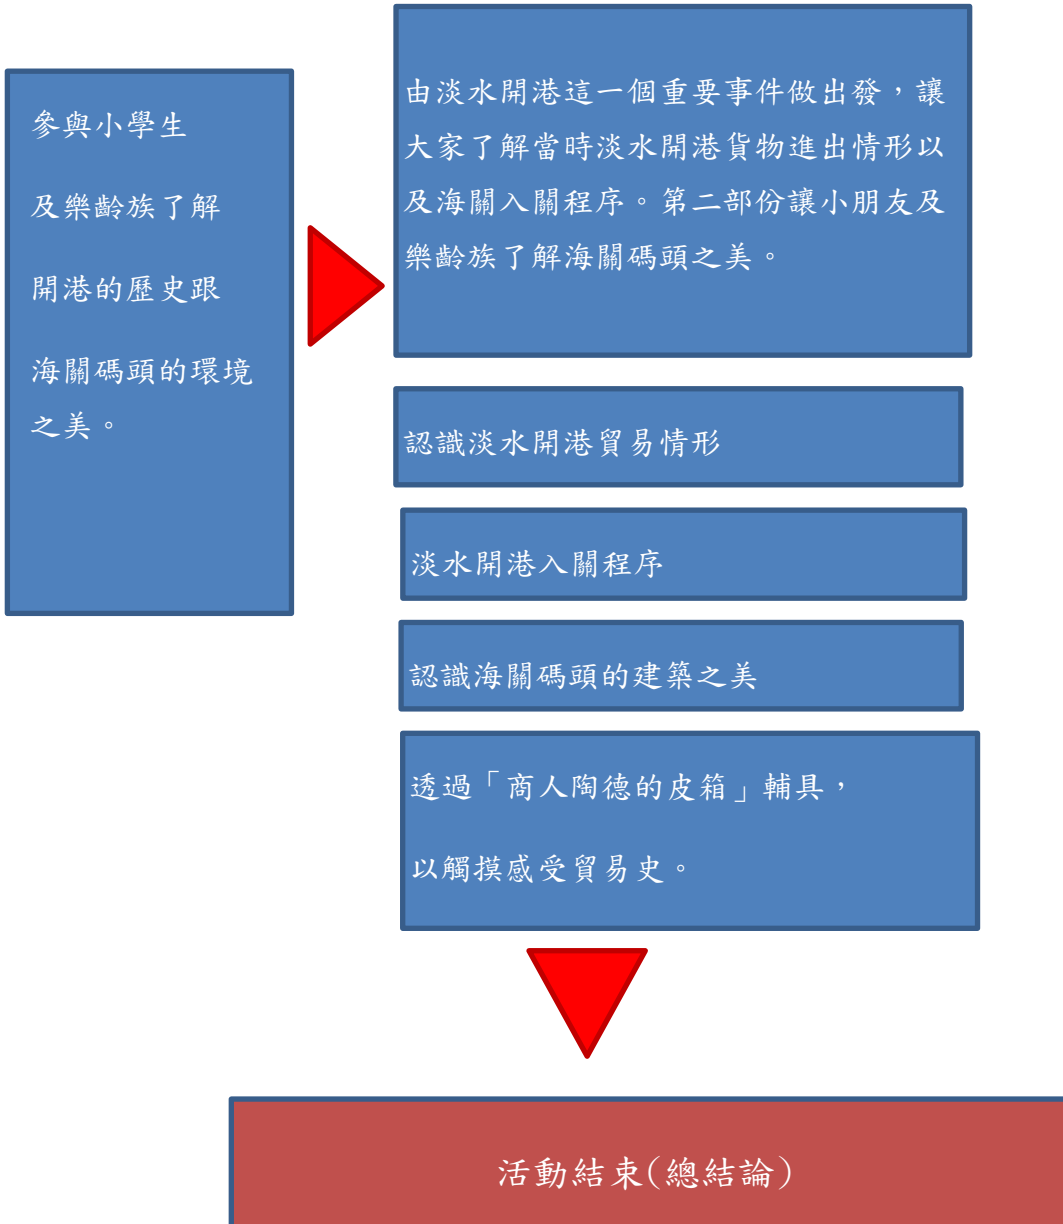 參與小學生
及樂齡族了解
開港的歷史跟
海關碼頭的環境
之美。
由淡水開港這一個重要事件做出發，讓
大家了解當時淡水開港貨物進出情形以
及海關入關程序。第二部份讓小朋友及
樂齡族了解海關碼頭之美。
認識淡水開港貿易情形
淡水開港入關程序
認識海關碼頭的建築之美
透過「商人陶德的皮箱」輔具，
以觸摸感受貿易史。
活動結束(總結論)